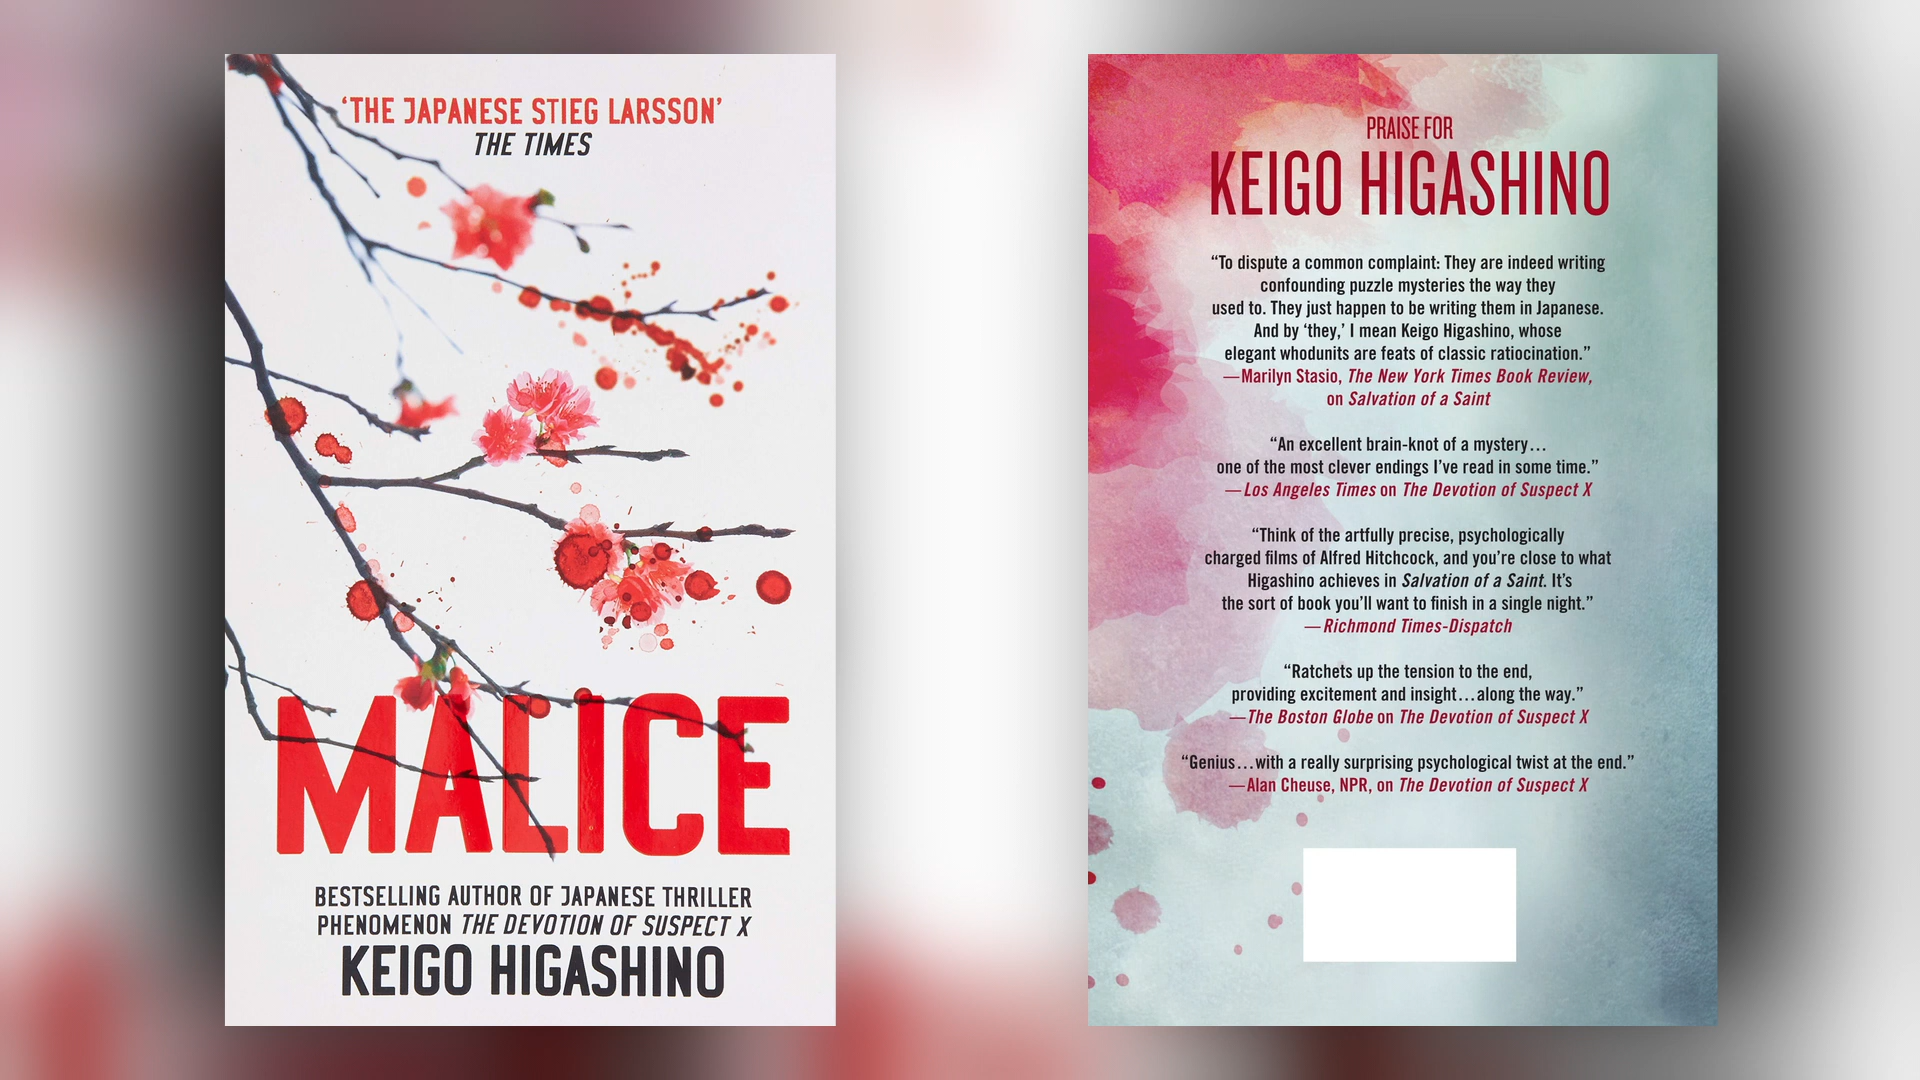 ‘THE JAPANESE STIEG LARSSON’
THE TIMES
MALICE
BESTSELLING AUTHOR OF JAPANESE THRILLER
PHENOMENON THE DEVOTION OF SUSPECT X
KEIGO HIGASHINO
PRAISE FOR
KEIGO HIGASHINO
“To dispute a common complaint: They are indeed writing
confounding puzzle mysteries the way they
used to. They just happen to be writing them in Japanese.
And by ‘they,’ I mean Keigo Higashino, whose
elegant whodunits are feats of classic ratiocination.”
—Marilyn Stasio, The New York Times Book Review,
on Salvation of a Saint
“An excellent brain-knot of a mystery...
one of the most clever endings I’ve read in some time.”
—Los Angeles Times on The Devotion of Suspect X
“Think of the artfully precise, psychologically
charged films of Alfred Hitchcock, and you’re close to what
Higashino achieves in Salvation of a Saint. It’s
the sort of book you’ll want to finish in a single night.”
—Richmond Times-Dispatch
“Ratchets up the tension to the end,
providing excitement and insight...along the way.”
—The Boston Globe on The Devotion of Suspect X
“Genius...with a really surprising psychological twist at the end.”
—Alan Cheuse, NPR, on The Devotion of Suspect X